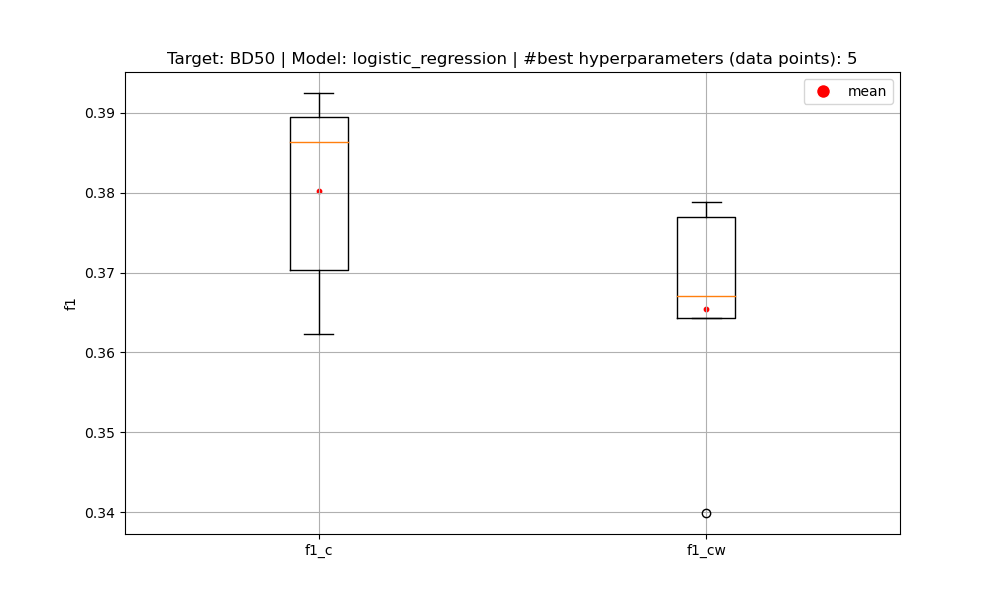 Target: BD50 | Model: logistic_regression | #best hyperparameters (data points): 5
mean
0.39
0.38
0.37
0.36
0.35
0.34
f1
f1_c
f1_cw